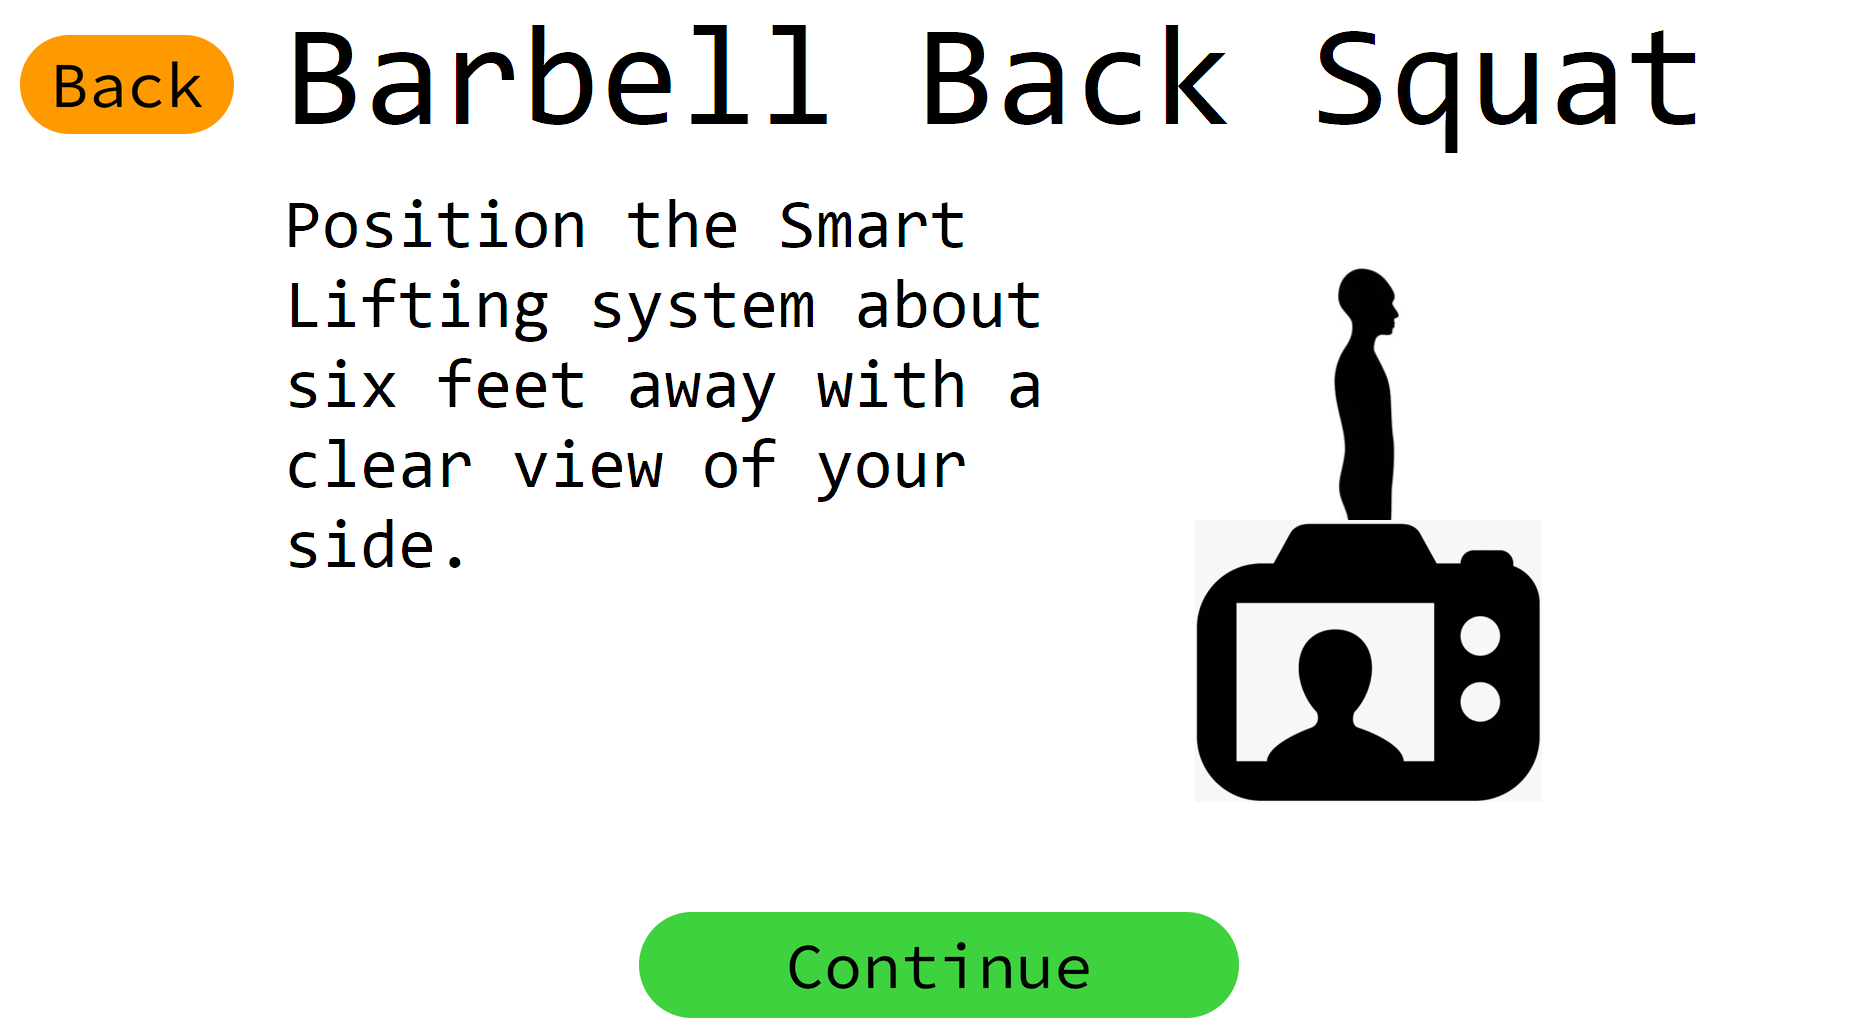 Back
Barbell Back Squat
Position the Smart
Lifting system about
six feet away with a
clear view of your
side.
Continue